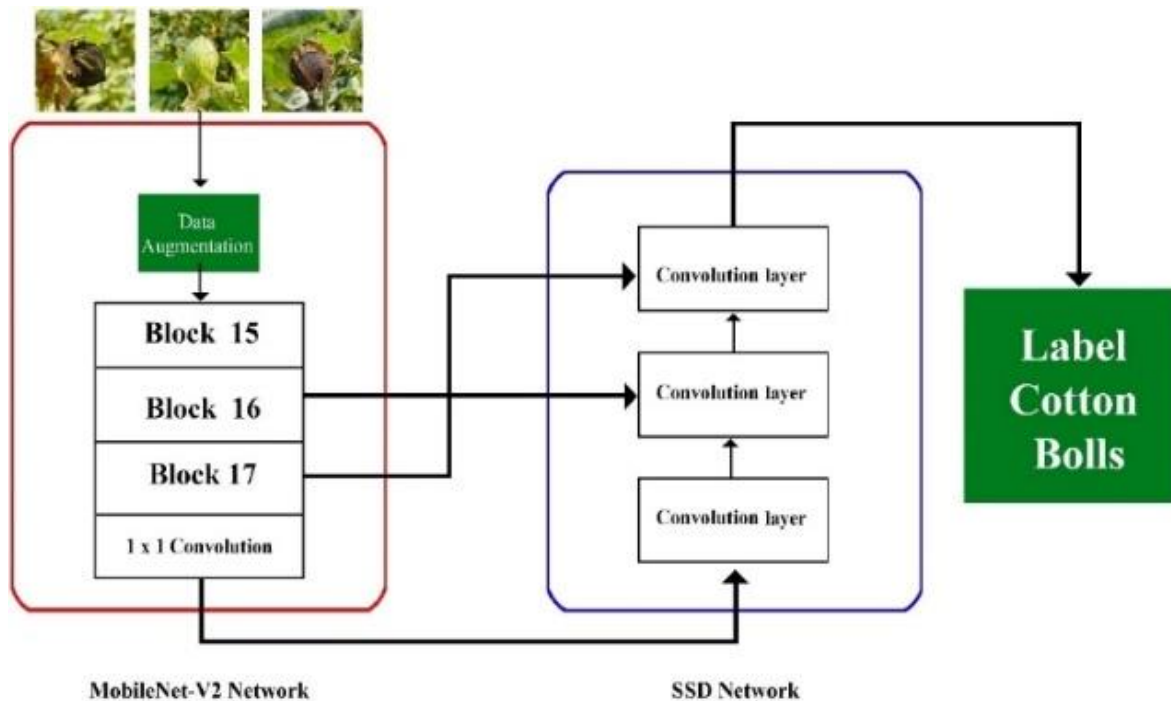 Data
Augmentation
Block 15
Block 16
Block 17
1 x 1 Convolution
MobileNet-V2 Network
Convolution layer
Convolution layer
Convolution layer
SSD Network
Label
Cotton
Bolls